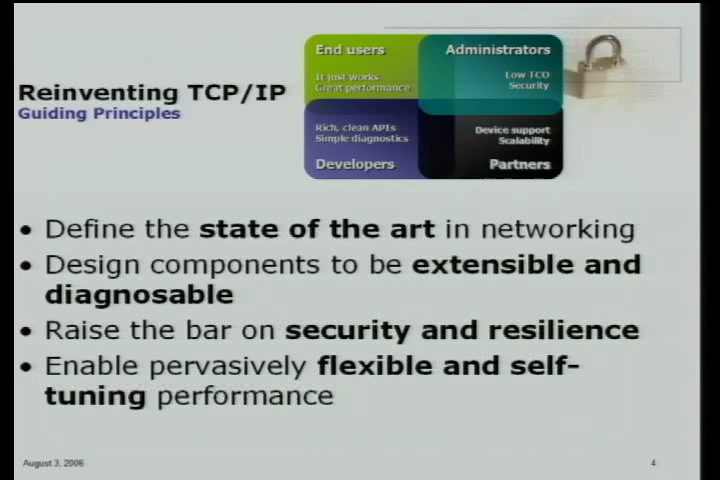 Reinventing TCP/IP
Guiding Principles
End users
It just works
Great performance
Administrators
Low TCO
Security
Rich, clean APIs
Simple diagnostics
Developers
Device support
Scalability
Partners
• Define the state of the art in networking
• Design components to be extensible and
diagnosable
• Raise the bar on security and resilience
• Enable pervasively flexible and self-
tuning performance
August 3, 2006
4